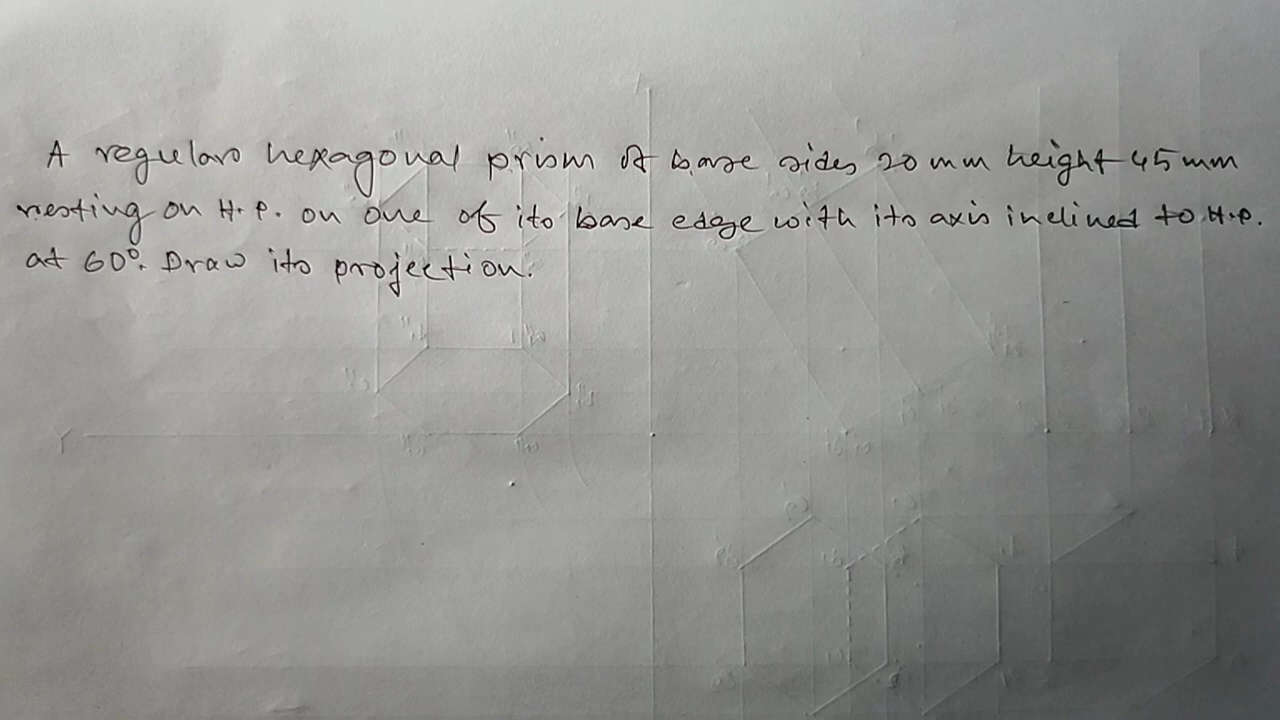 A regular hexagonal prism of base sides 20 mm height 45 mm
resting on H.P. on one of its base edge with its axis inclined to H.P.
at 60°. Draw its projection.